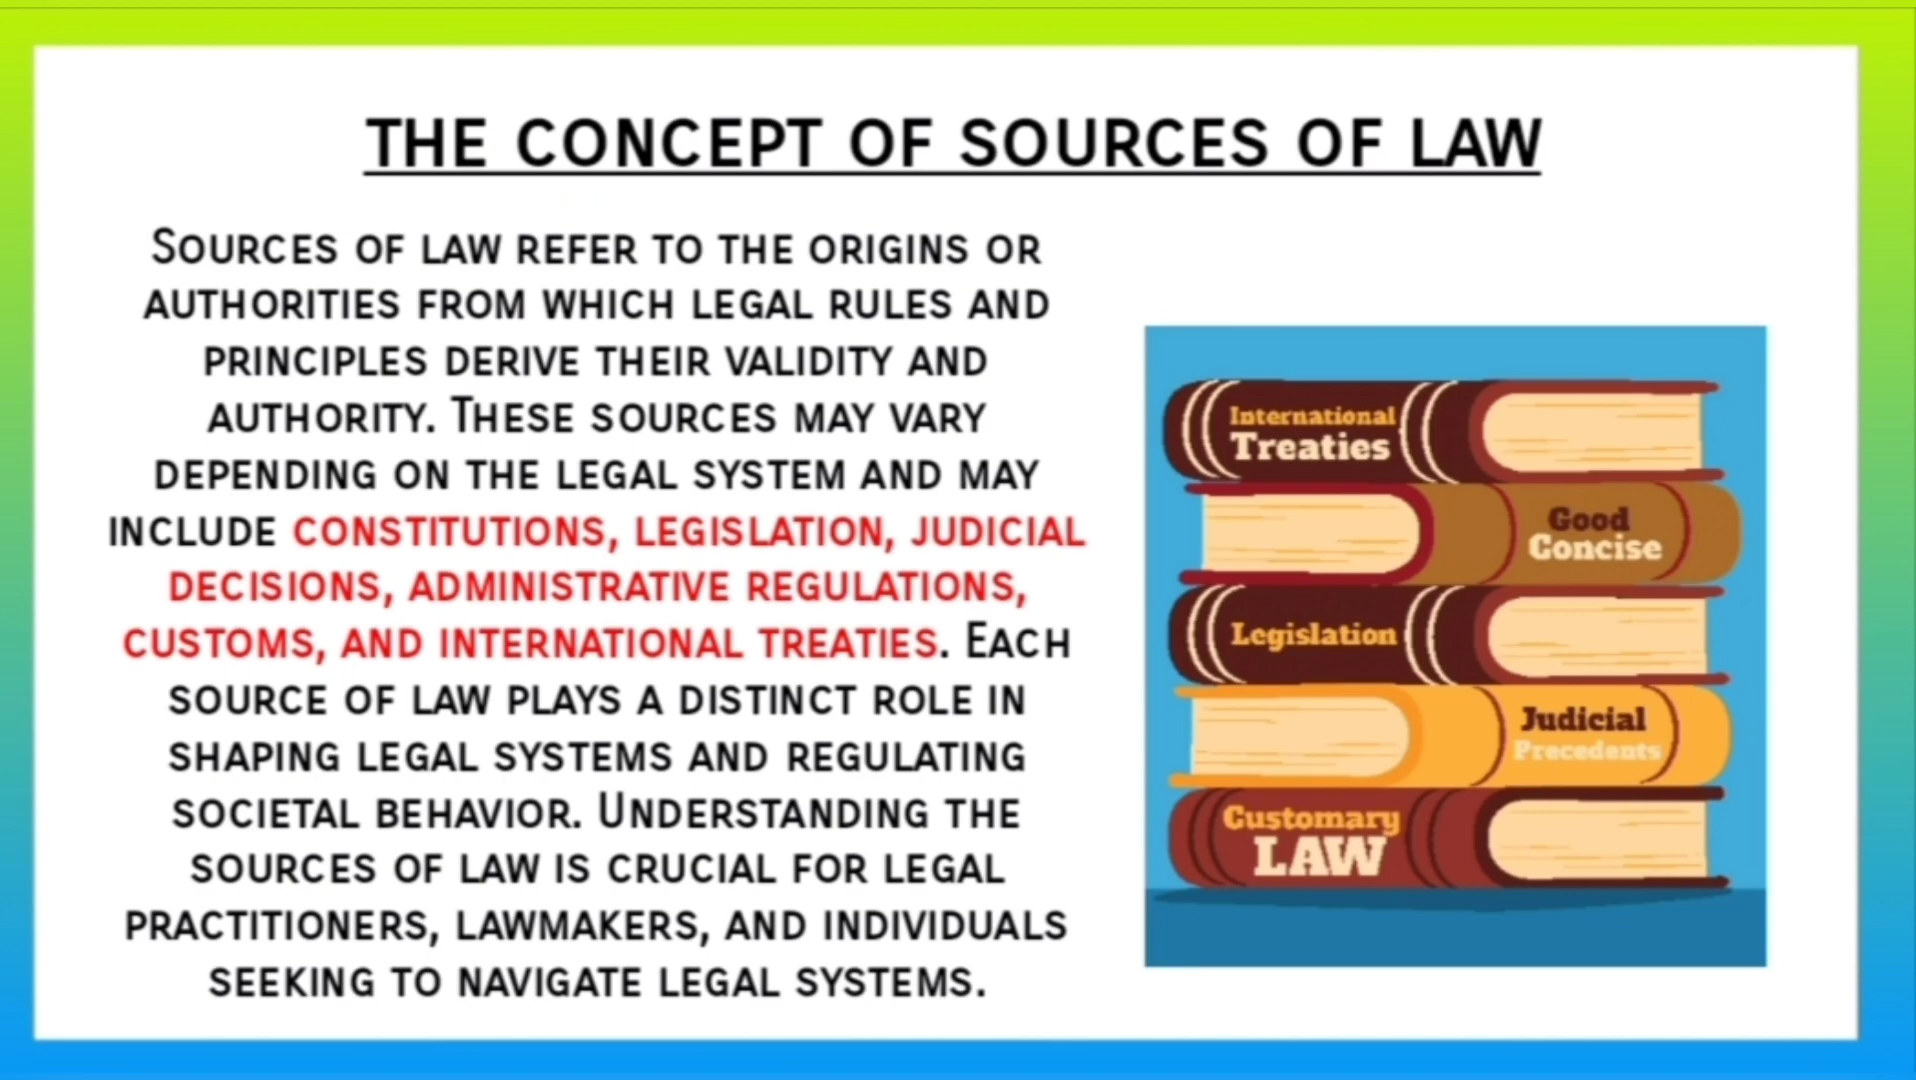 THE CONCEPT OF SOURCES OF LAW
SOURCES OF LAW REFER TO THE ORIGINS OR
AUTHORITIES FROM WHICH LEGAL RULES AND
PRINCIPLES DERIVE THEIR VALIDITY AND
AUTHORITY. THESE SOURCES MAY VARY
DEPENDING ON THE LEGAL SYSTEM AND MAY
INCLUDE CONSTITUTIONS, LEGISLATION, JUDICIAL
DECISIONS, ADMINISTRATIVE REGULATIONS,
CUSTOMS, AND INTERNATIONAL TREATIES. EACH
SOURCE OF LAW PLAYS A DISTINCT ROLE IN
SHAPING LEGAL SYSTEMS AND REGULATING
SOCIETAL BEHAVIOR. UNDERSTANDING THE
SOURCES OF LAW IS CRUCIAL FOR LEGAL
PRACTITIONERS, LAWMAKERS, AND INDIVIDUALS
SEEKING TO NAVIGATE LEGAL SYSTEMS.
International
Treaties
Good
Concise
Legislation
Judicial
Precedents
Customary
LAW